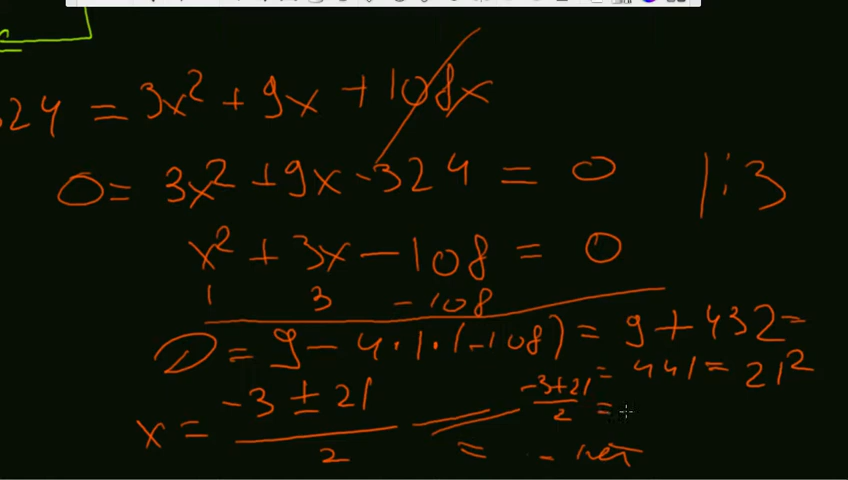 324 = 3x² + 9x + 108x
0 = 3x² + 9x - 324 = 0 | : 3
x² + 3x - 108 = 0
1 3 - 108
D = 9 - 4 · 1 · (-108) = 9 + 432 =
= 441 = 21²
x = -3 ± 21 / 2 = -3+21 / 2 =
= - нет